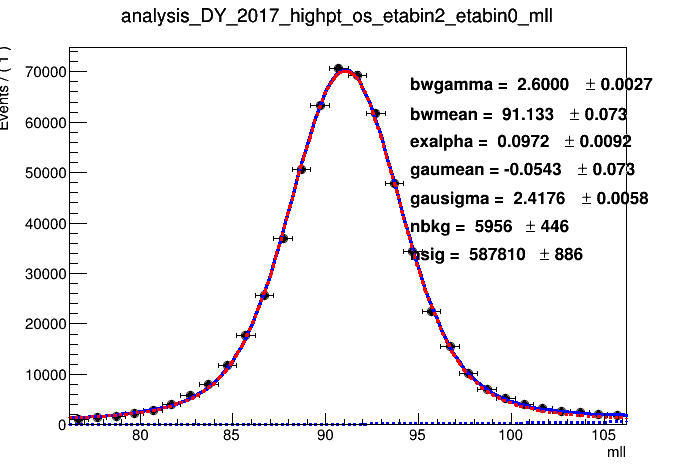 analysis_DY_2017_highpt_os_etabin2_etabin0_mll
Events / ( 1 )
70000
60000
50000
40000
30000
20000
10000
0
bwgamma = 2.6000 ± 0.0027
bwmean = 91.133 ± 0.073
exalpha = 0.0972 ± 0.0092
gaumean = -0.0543 ± 0.073
gausigma = 2.4176 ± 0.0058
nbkg = 5956 ± 446
nsig = 587810 ± 886
80 85 90 95 100 105
mll